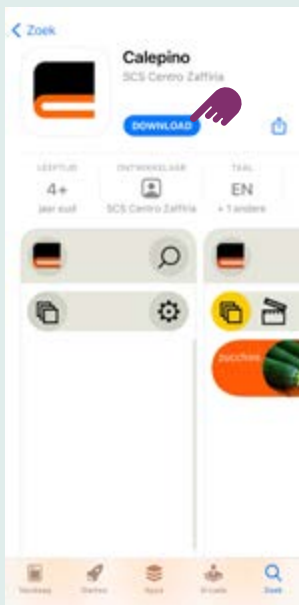 Zoek
Calepino
SCS Centro Zaffiria
DOWNLOAD
LEEFTIJD ONTWIKKELAAR TAAL
4+ EN
jaar oud SCS Centro Zaffiria + 1 andere
zucchini
Vandaag Games Apps Arcade Zoek